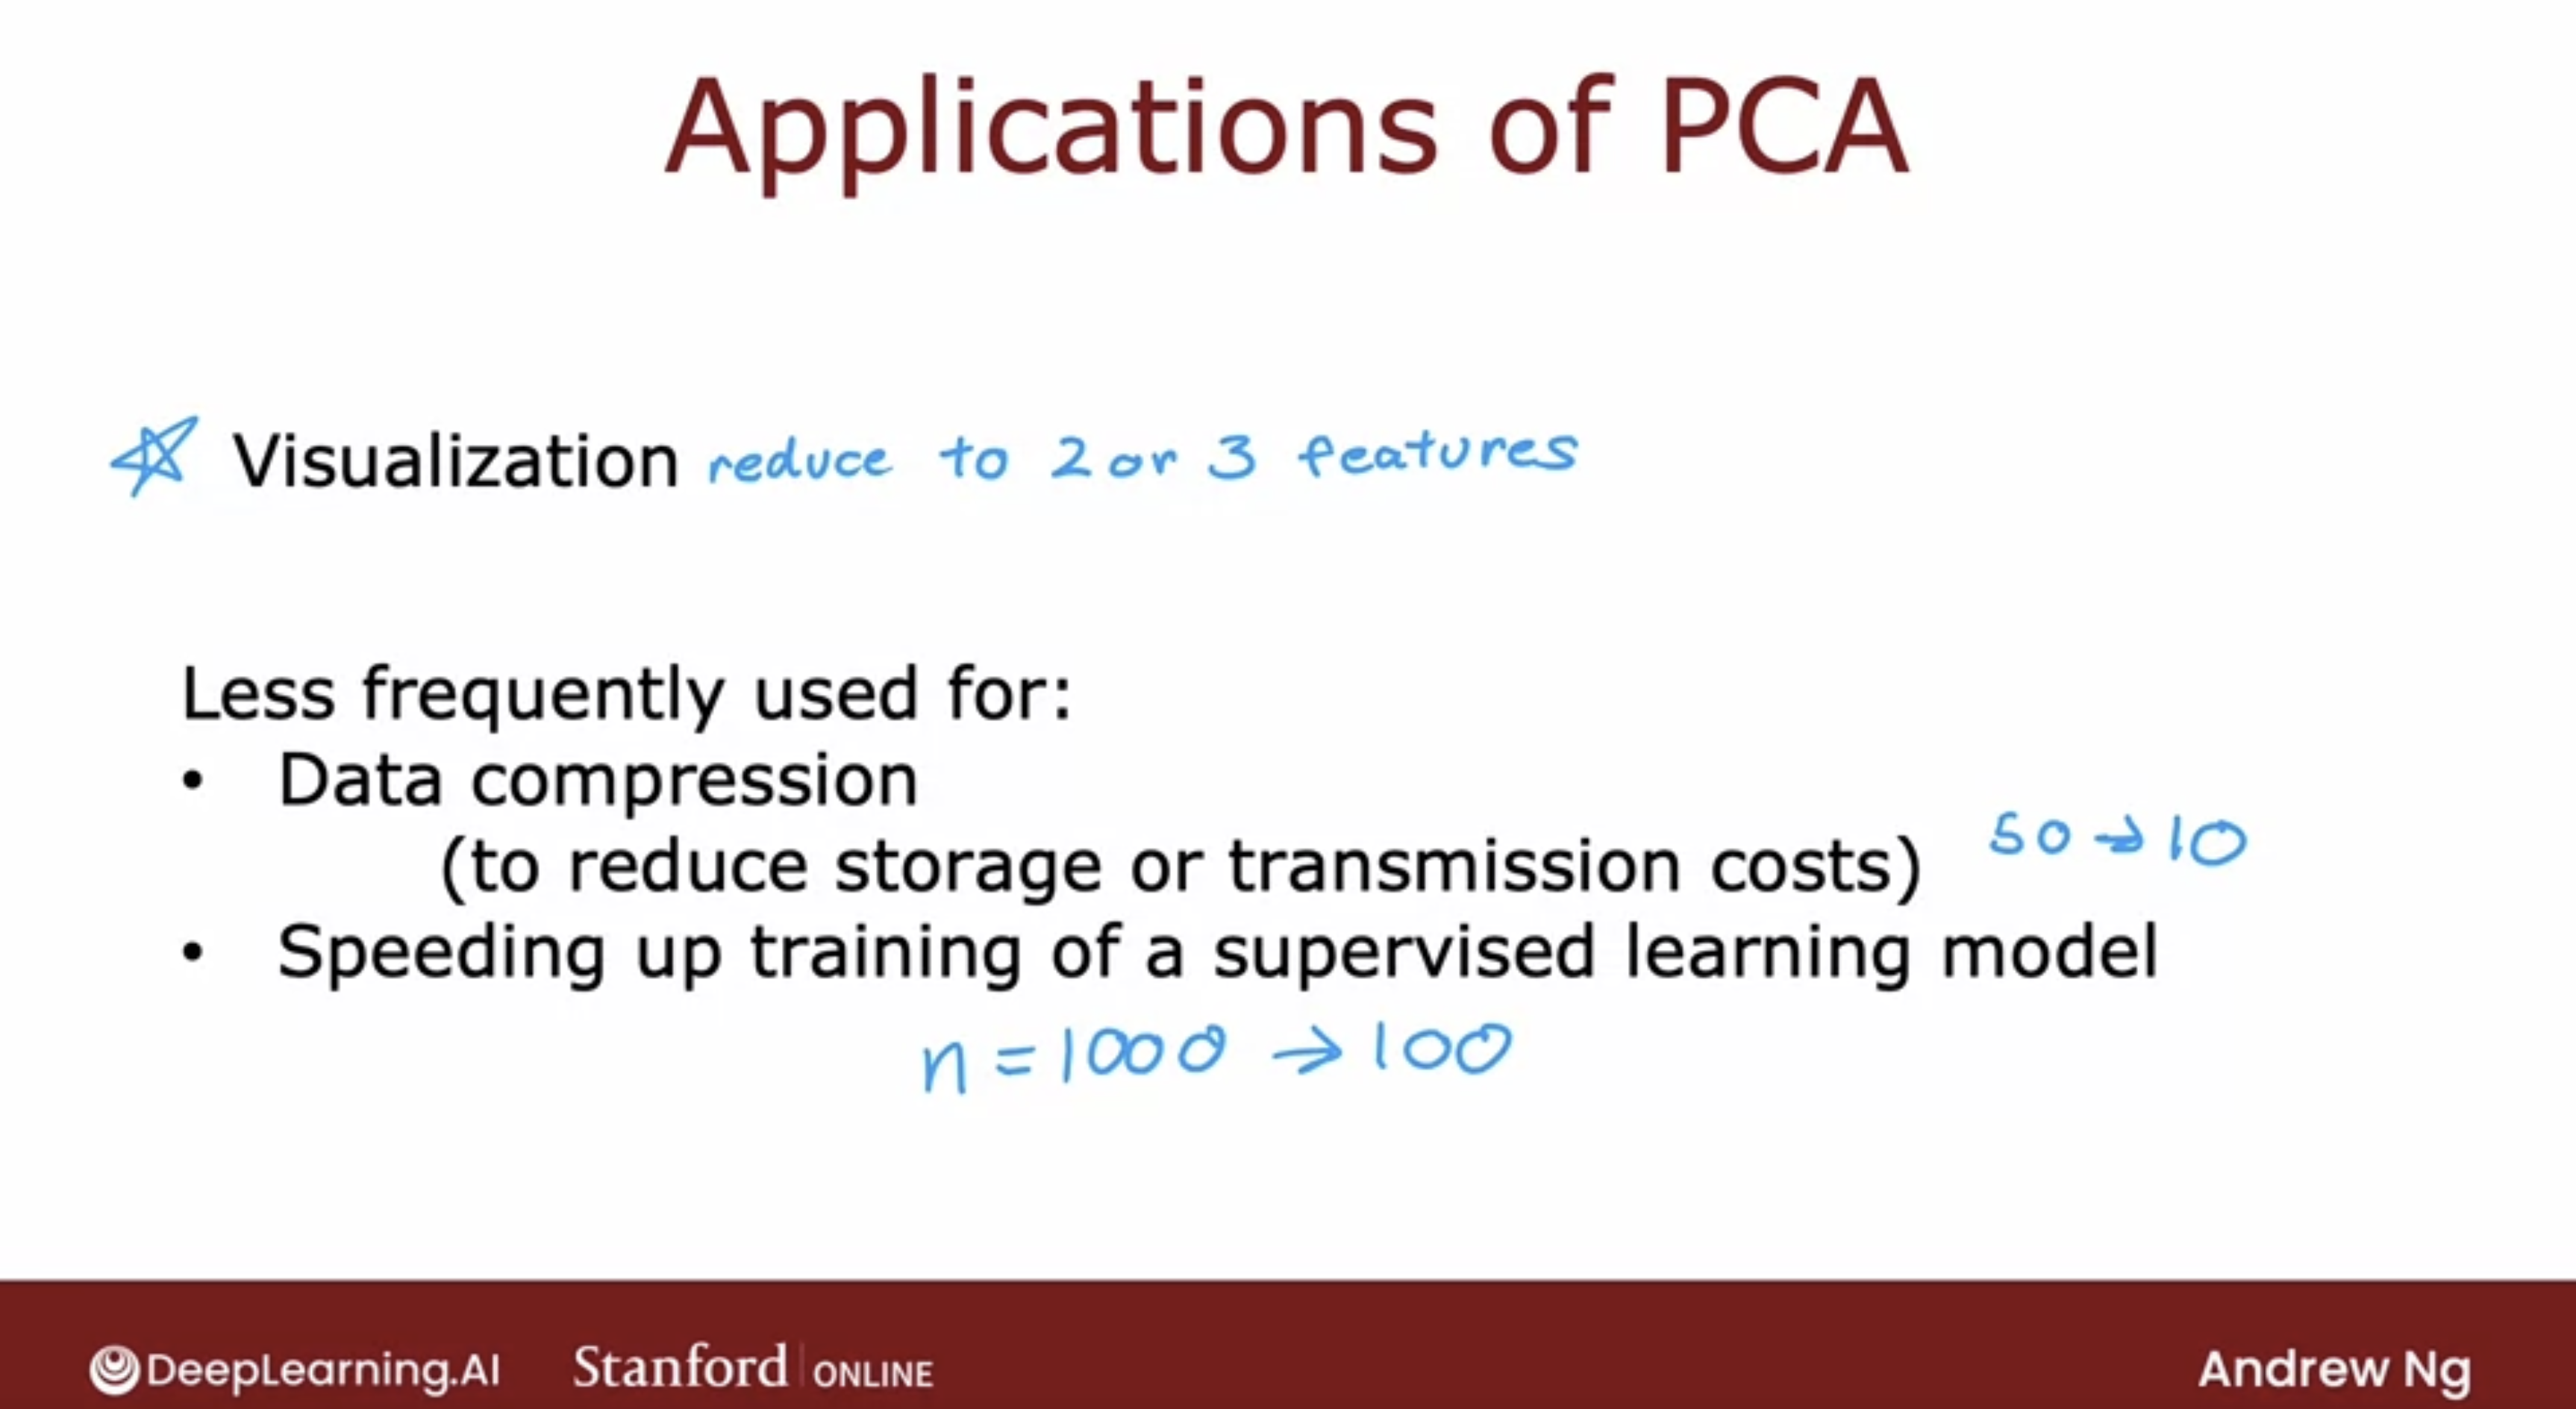 Applications of PCA
Visualization reduce to 2 or 3 features
Less frequently used for:
• Data compression
(to reduce storage or transmission costs) 50 → 10
• Speeding up training of a supervised learning model
n = 1000 → 100
DeepLearning.AI Stanford | ONLINE Andrew Ng